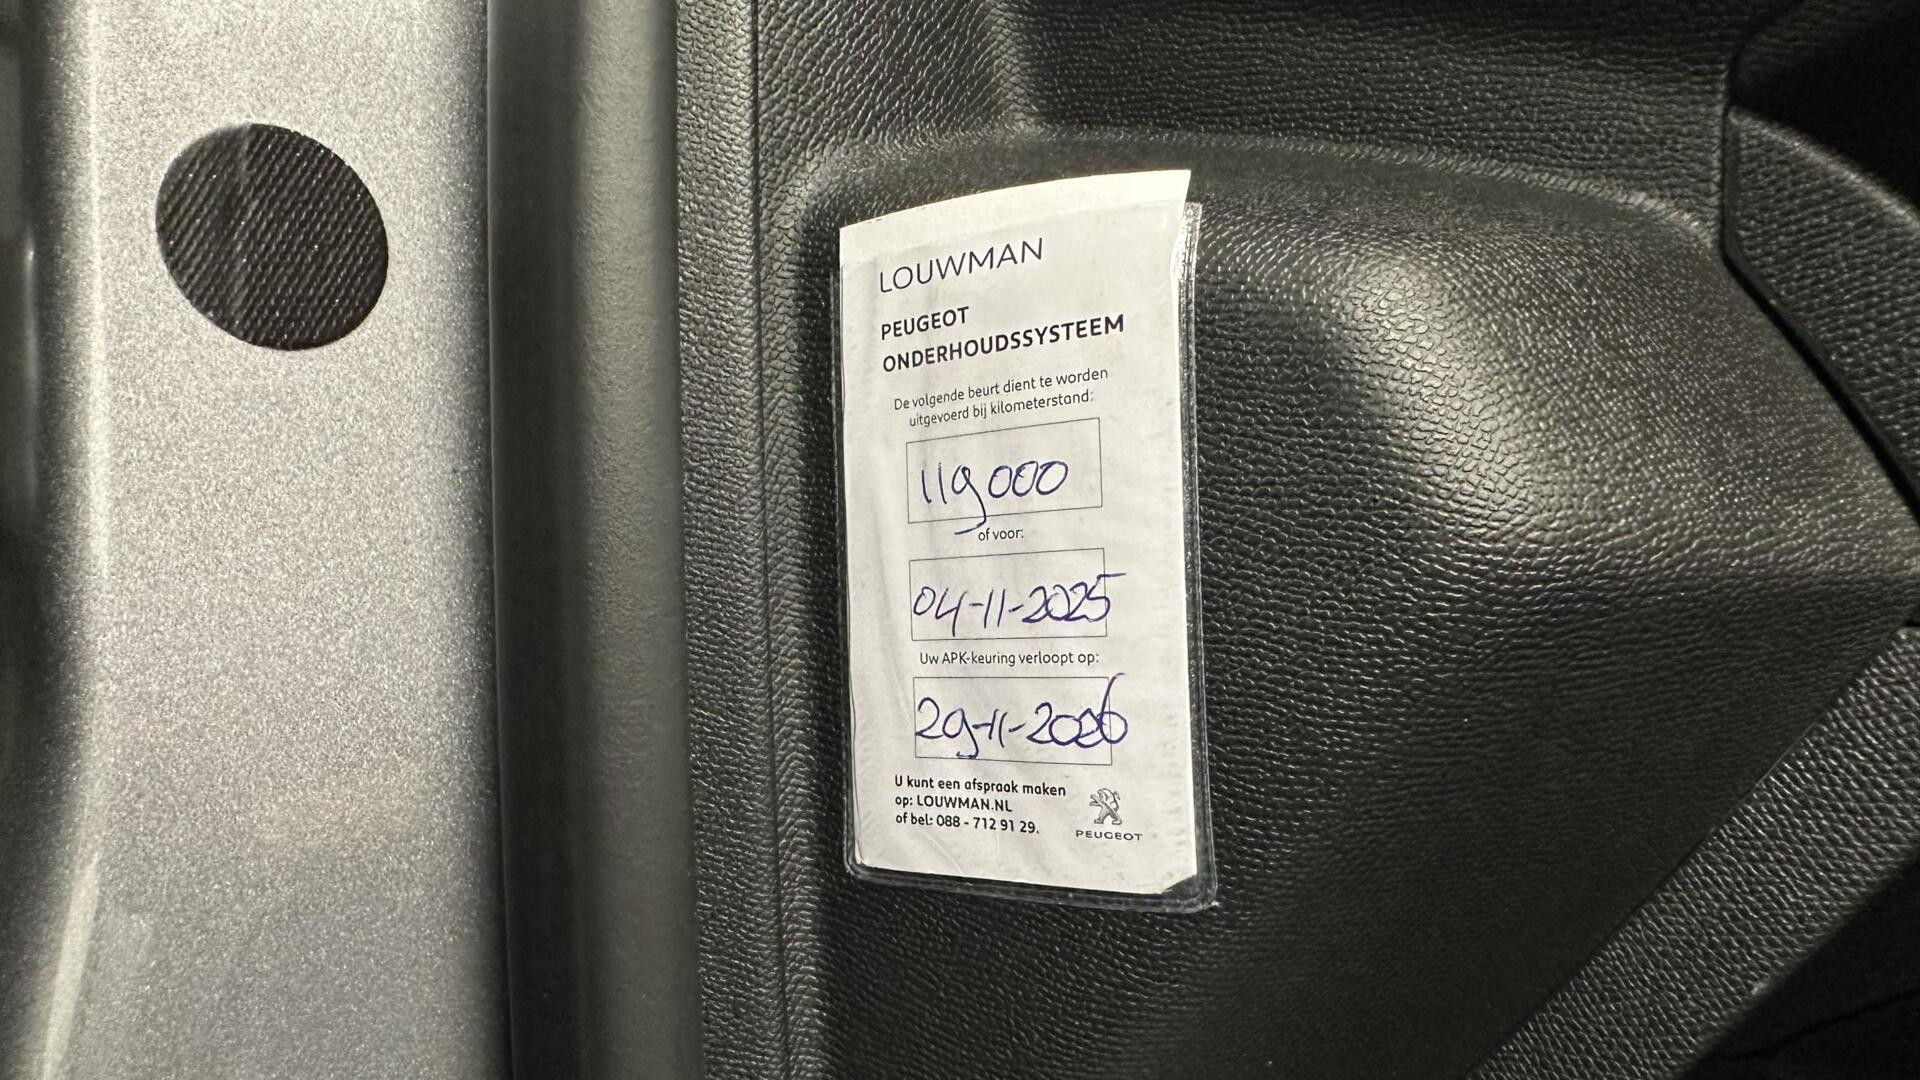 LOUWMAN
PEUGEOT
ONDERHOUDSSYSTEEM
De volgende beurt dient te worden
uitgevoerd bij kilometerstand:
119000
of voor:
04-11-2025
Uw APK-keuring verloopt op:
29-11-2026
U kunt een afspraak maken
op: LOUWMAN.NL
of bel: 088 - 712 91 29.
PEUGEOT